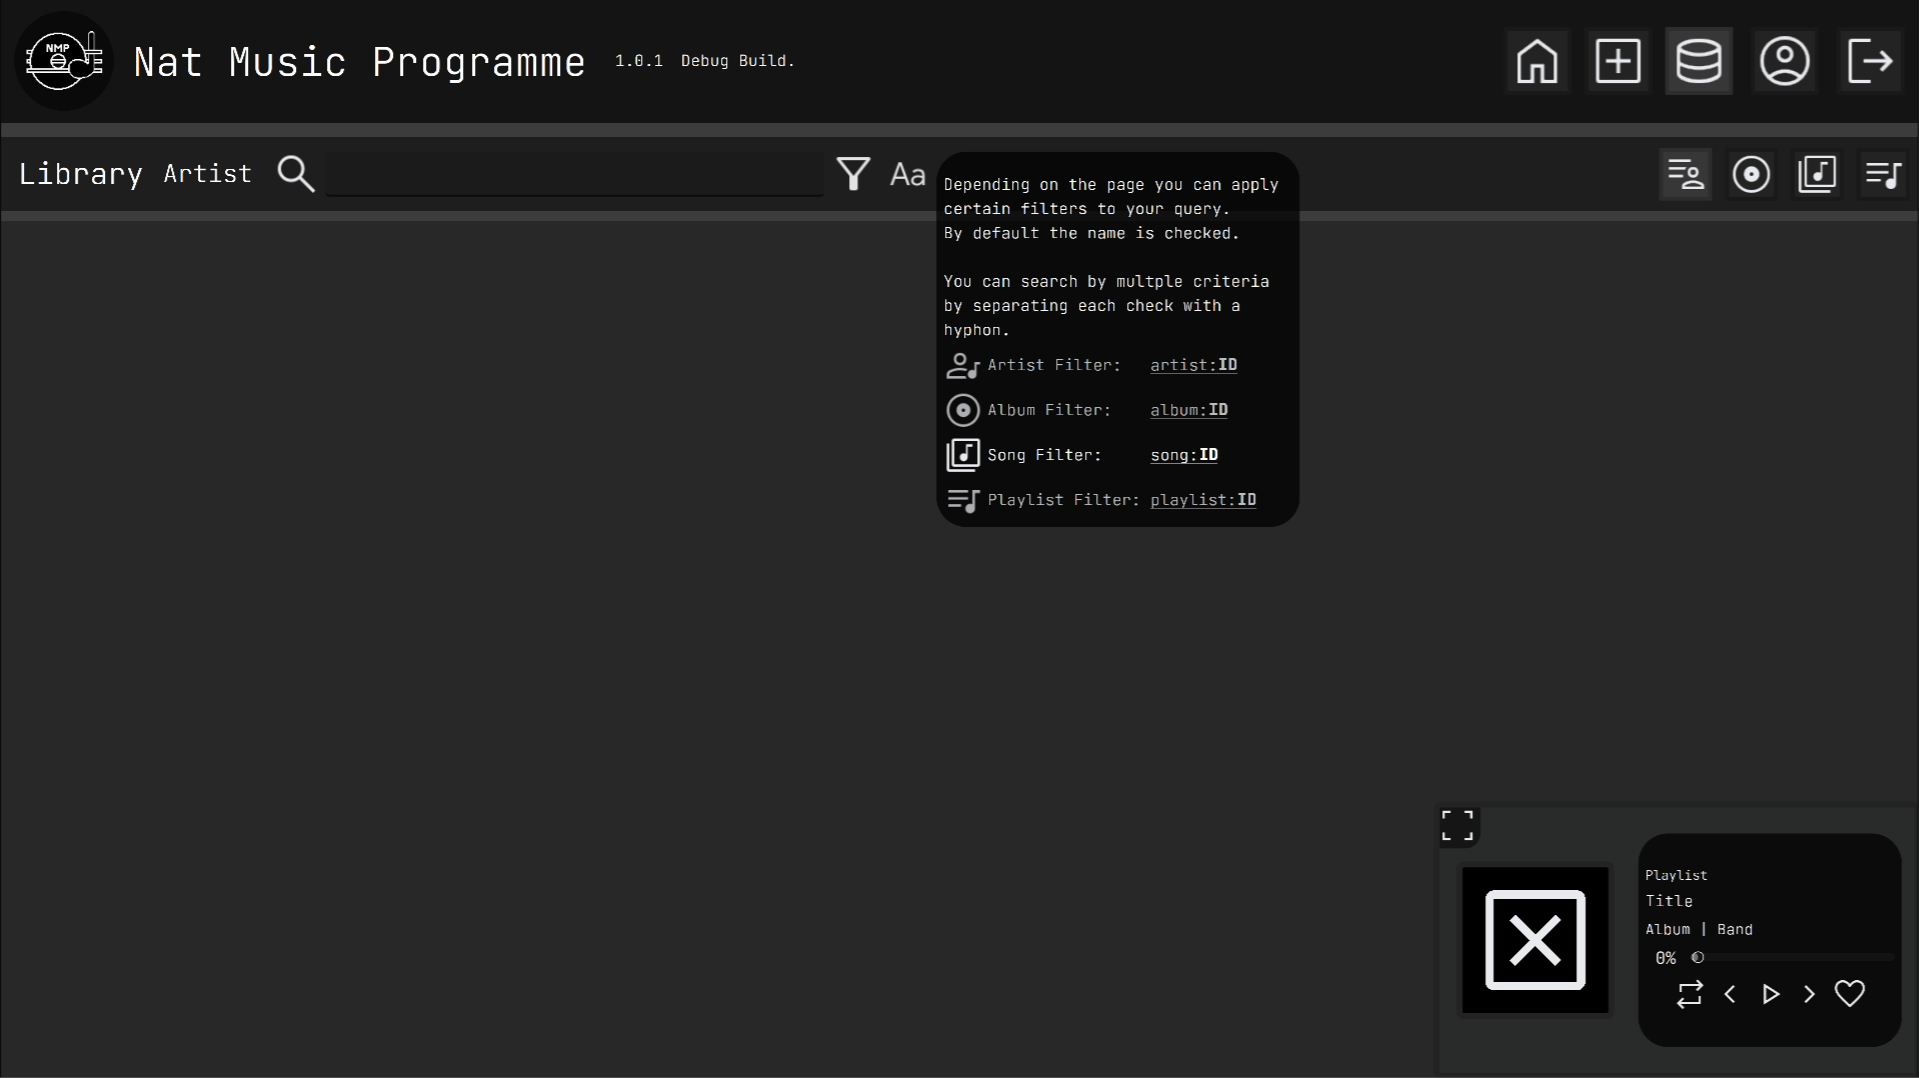 NMP
Nat Music Programme 1.0.1 Debug Build.
Library Artist Aa
Depending on the page you can apply
certain filters to your query.
By default the name is checked.
You can search by multple criteria
by separating each check with a
hyphon.
Artist Filter: artist:ID
Album Filter: album:ID
Song Filter: song:ID
Playlist Filter: playlist:ID
Playlist
Title
Album | Band
0%